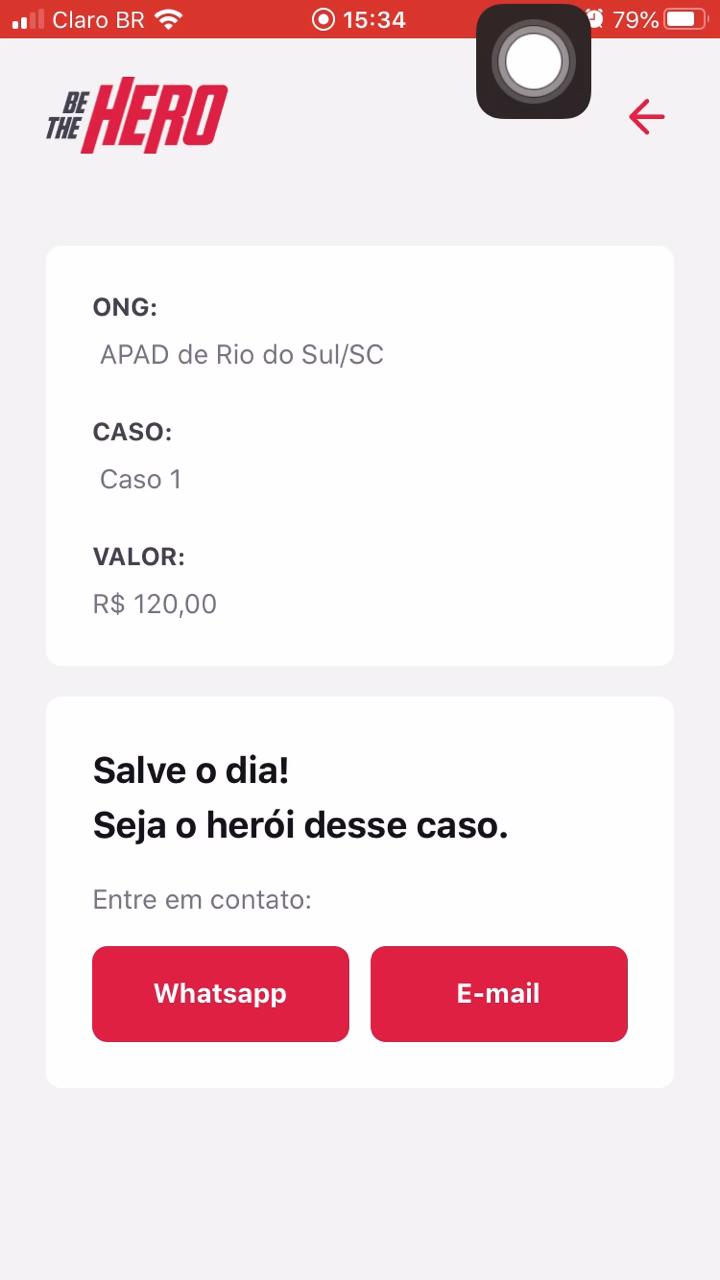 Claro BR 15:34 79%
BE
THE HERO
ONG:
APAD de Rio do Sul/SC
CASO:
Caso 1
VALOR:
R$ 120,00
Salve o dia!
Seja o herói desse caso.
Entre em contato:
Whatsapp E-mail